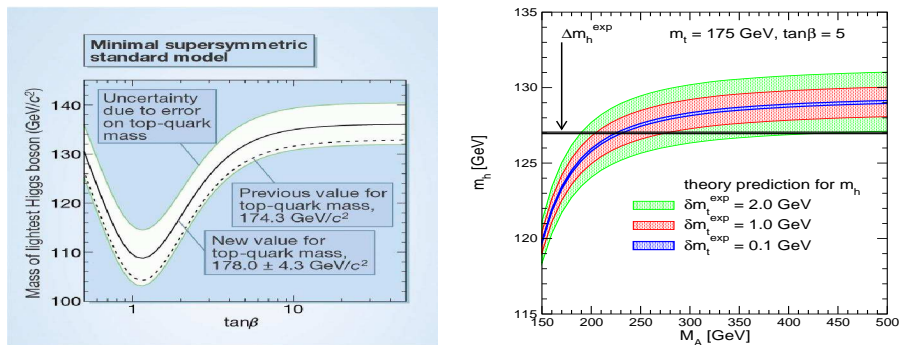 Minimal supersymmetric
standard model
Mass of lightest Higgs boson (GeV/c²)
140
130
120
110
100
Uncertainty
due to error
on top-quark
mass
Previous value for
top-quark mass,
174.3 GeV/c²
New value for
top-quark mass,
178.0 ± 4.3 GeV/c²
1
10
tanβ
m_h [GeV]
135
130
125
120
115
Δm_h^exp
m_t = 175 GeV, tanβ = 5
theory prediction for m_h
δm_t^exp = 2.0 GeV
δm_t^exp = 1.0 GeV
δm_t^exp = 0.1 GeV
150 200 250 300 350 400 450 500
M_A [GeV]